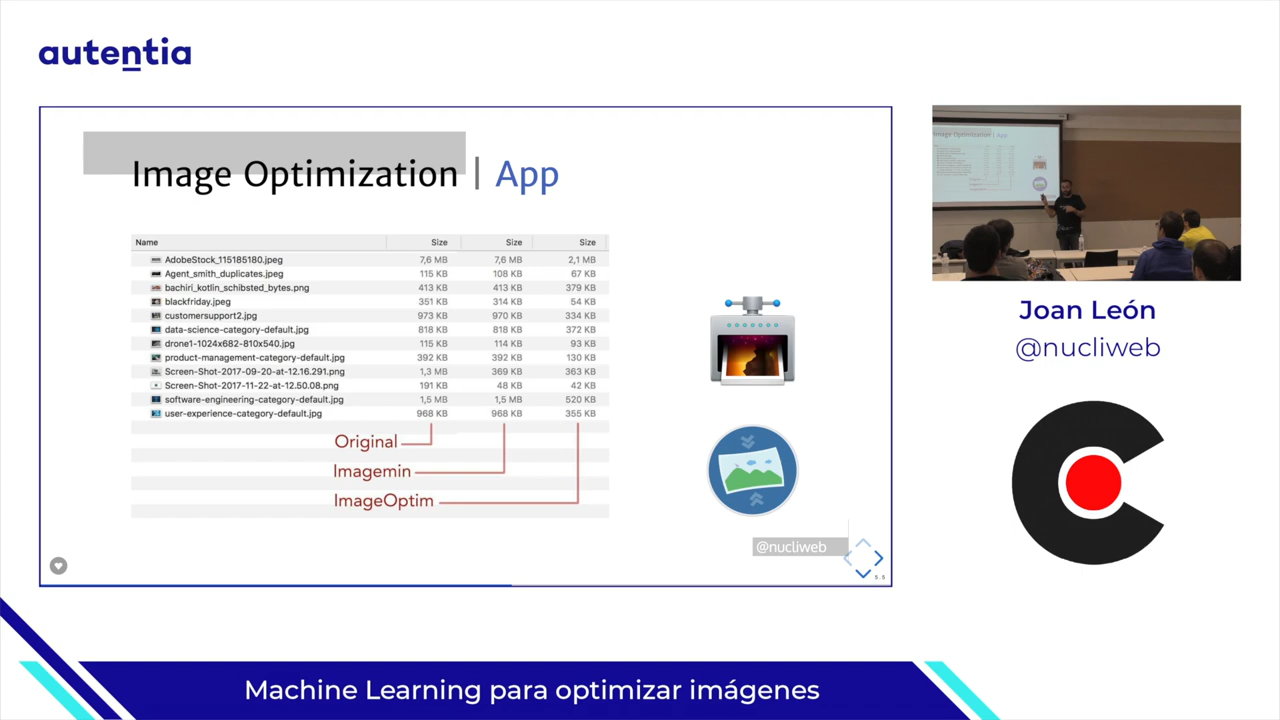 autentia
Image Optimization | App
Name Size Size Size
AdobeStock_115185180.jpeg 7,6 MB 7,6 MB 2,1 MB
Agent_smith_duplicates.jpeg 115 KB 108 KB 67 KB
bachiri_kotlin_schibsted_bytes.png 413 KB 413 KB 379 KB
blackfriday.jpeg 351 KB 314 KB 54 KB
customersupport2.jpg 973 KB 970 KB 334 KB
data-science-category-default.jpg 818 KB 818 KB 372 KB
drone1-1024x682-810x540.jpg 115 KB 114 KB 93 KB
product-management-category-default.jpg 392 KB 392 KB 130 KB
Screen-Shot-2017-09-20-at-12.16.291.png 1,3 MB 369 KB 363 KB
Screen-Shot-2017-11-22-at-12.50.08.png 191 KB 48 KB 42 KB
software-engineering-category-default.jpg 1,5 MB 1,5 MB 520 KB
user-experience-category-default.jpg 968 KB 968 KB 355 KB
Original
Imagemin
ImageOptim
@nucliweb
5.5
Image Optimization | App
Joan León
@nucliweb
Machine Learning para optimizar imágenes